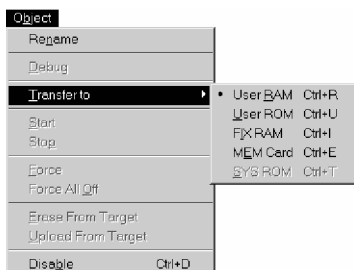 Object
Rename
Debug
Transfer to
Start
Stop
Force
Force All Off
Erase From Target
Upload From Target
Disable Ctrl+D
User RAM Ctrl+R
User ROM Ctrl+U
FIX RAM Ctrl+I
MEM Card Ctrl+E
SYS ROM Ctrl+T